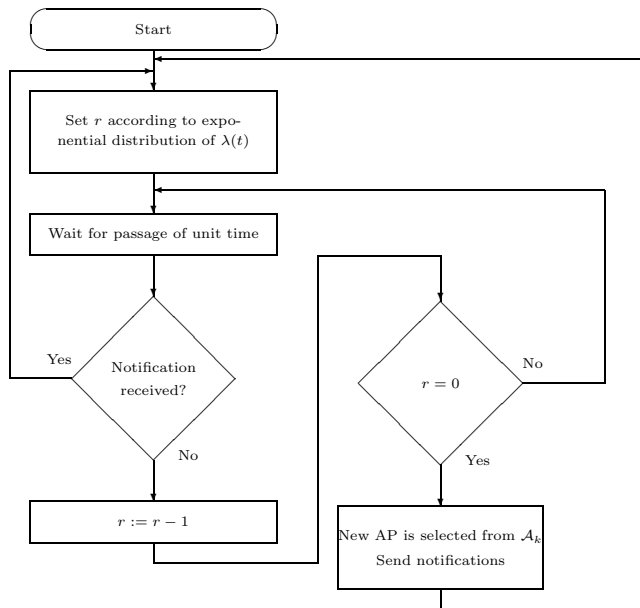 Start
Set r according to expo-
nential distribution of λ(t)
Wait for passage of unit time
Notification
received?
Yes
No
r := r − 1
r = 0
No
Yes
New AP is selected from 𝒜k
Send notifications